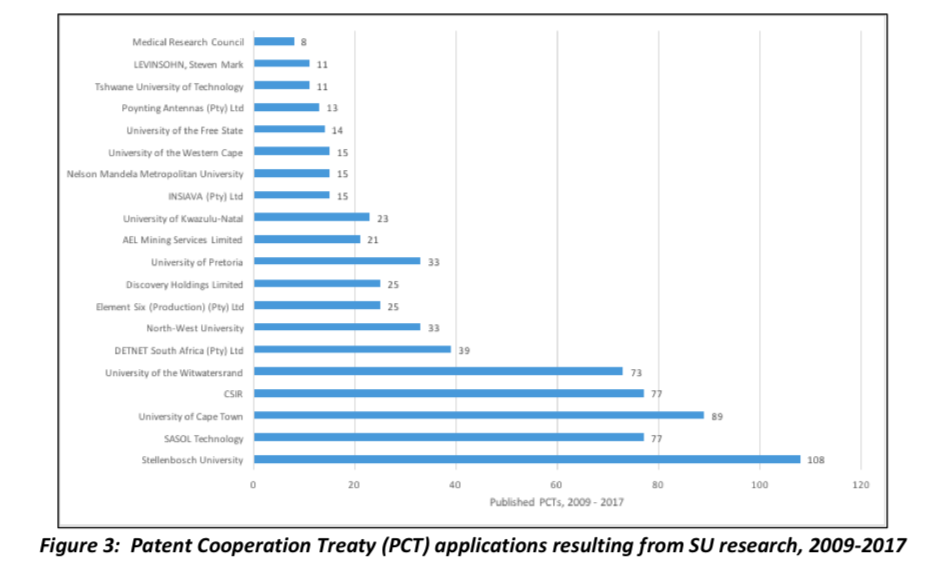 Medical Research Council 8
LEVINSOHN, Steven Mark 11
Tshwane University of Technology 11
Poynting Antennas (Pty) Ltd 13
University of the Free State 14
University of the Western Cape 15
Nelson Mandela Metropolitan University 15
INSIAVA (Pty) Ltd 15
University of Kwazulu-Natal 23
AEL Mining Services Limited 21
University of Pretoria 33
Discovery Holdings Limited 25
Element Six (Production) (Pty) Ltd 25
North-West University 33
DETNET South Africa (Pty) Ltd 39
University of the Witwatersrand 73
CSIR 77
University of Cape Town 89
SASOL Technology 77
Stellenbosch University 108
0 20 40 60 80 100 120
Published PCTs, 2009 - 2017
Figure 3: Patent Cooperation Treaty (PCT) applications resulting from SU research, 2009-2017